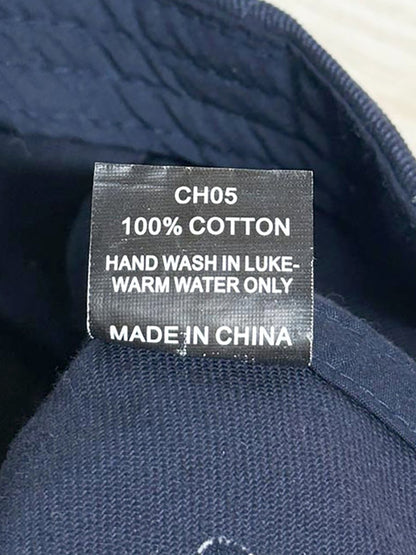 CH05
100% COTTON
HAND WASH IN LUKE-
WARM WATER ONLY
MADE IN CHINA